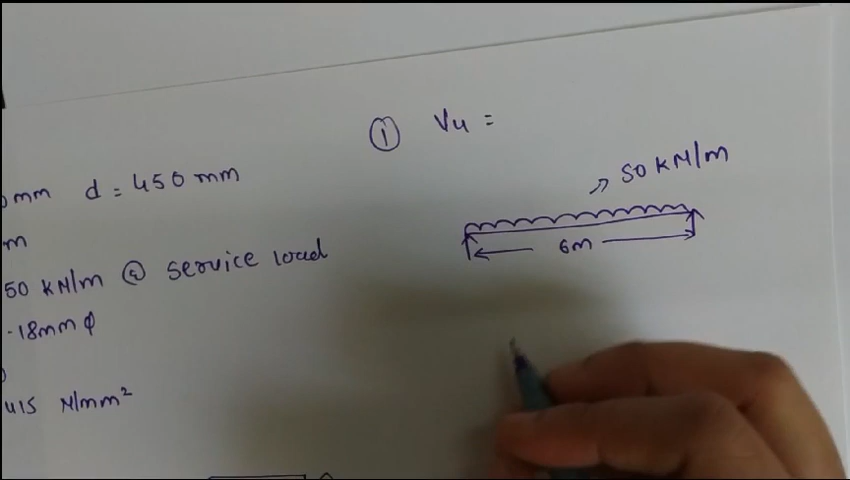 ① Vu =
mm d = 450 mm
m
50 KN/m @ service load
18mm φ
415 N/mm²
50 KN/m
6m